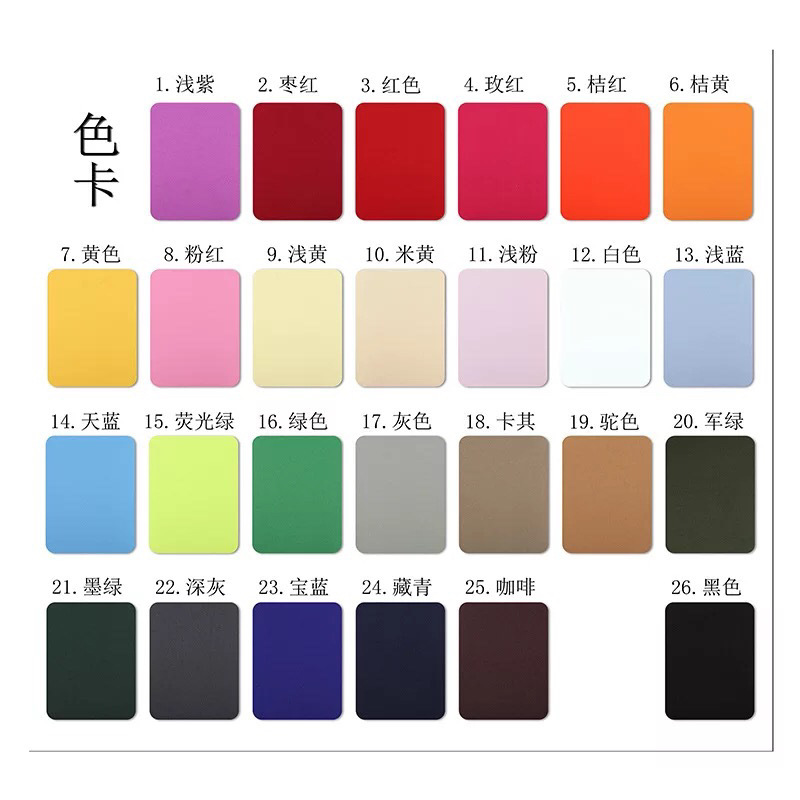 色卡
1.浅紫 2.枣红 3.红色 4.玫红 5.桔红 6.桔黄
7.黄色 8.粉红 9.浅黄 10.米黄 11.浅粉 12.白色 13.浅蓝
14.天蓝 15.荧光绿 16.绿色 17.灰色 18.卡其 19.驼色 20.军绿
21.墨绿 22.深灰 23.宝蓝 24.藏青 25.咖啡 26.黑色